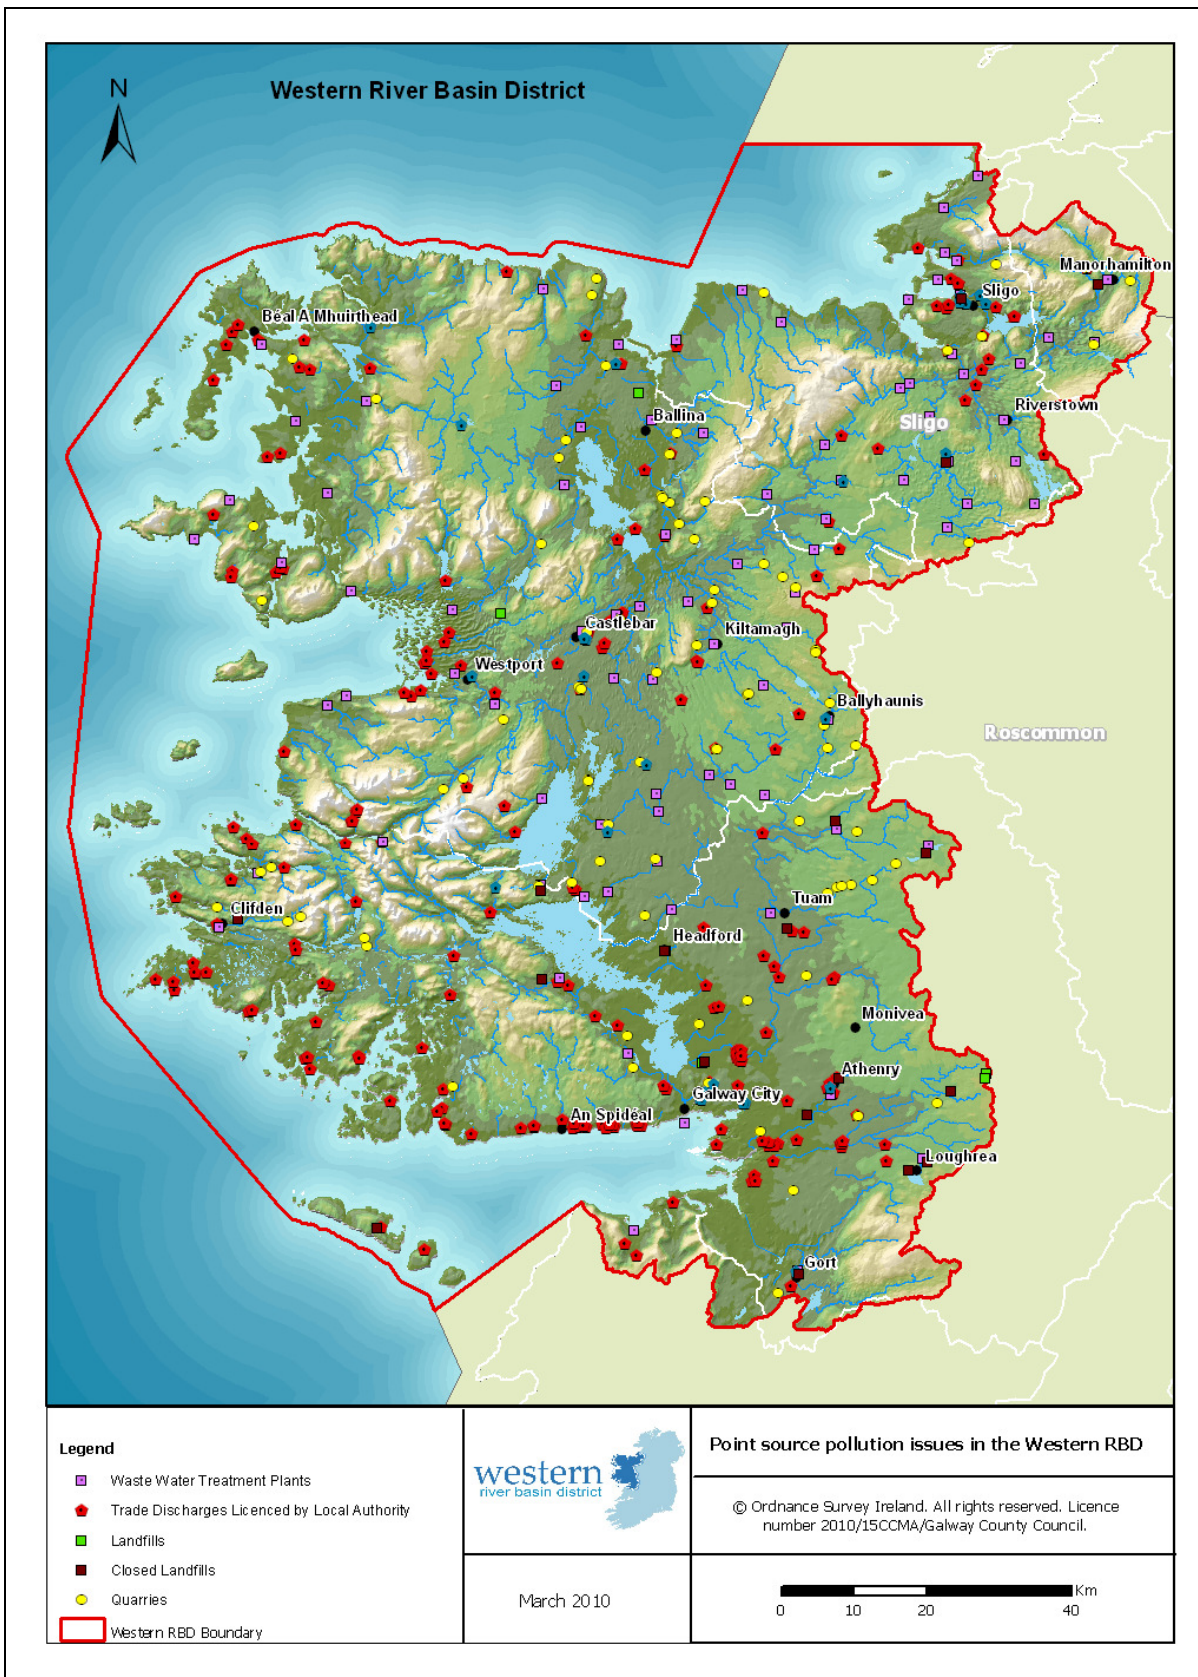 Western River Basin District
N
Manorhamilton
Sligo
Béal A Mhuirthead
Riverstown
Ballina
Sligo
Castlebar
Kiltamagh
Westport
Ballyhaunis
Roscommon
Tuam
Clifden
Headford
Monivea
Athenry
Galway City
An Spidéal
Loughrea
Gort
Legend
Waste Water Treatment Plants
Trade Discharges Licenced by Local Authority
Landfills
Closed Landfills
Quarries
Western RBD Boundary
western
river basin district
March 2010
Point source pollution issues in the Western RBD
© Ordnance Survey Ireland. All rights reserved. Licence
number 2010/15CCMA/Galway County Council.
Km
0 10 20 40